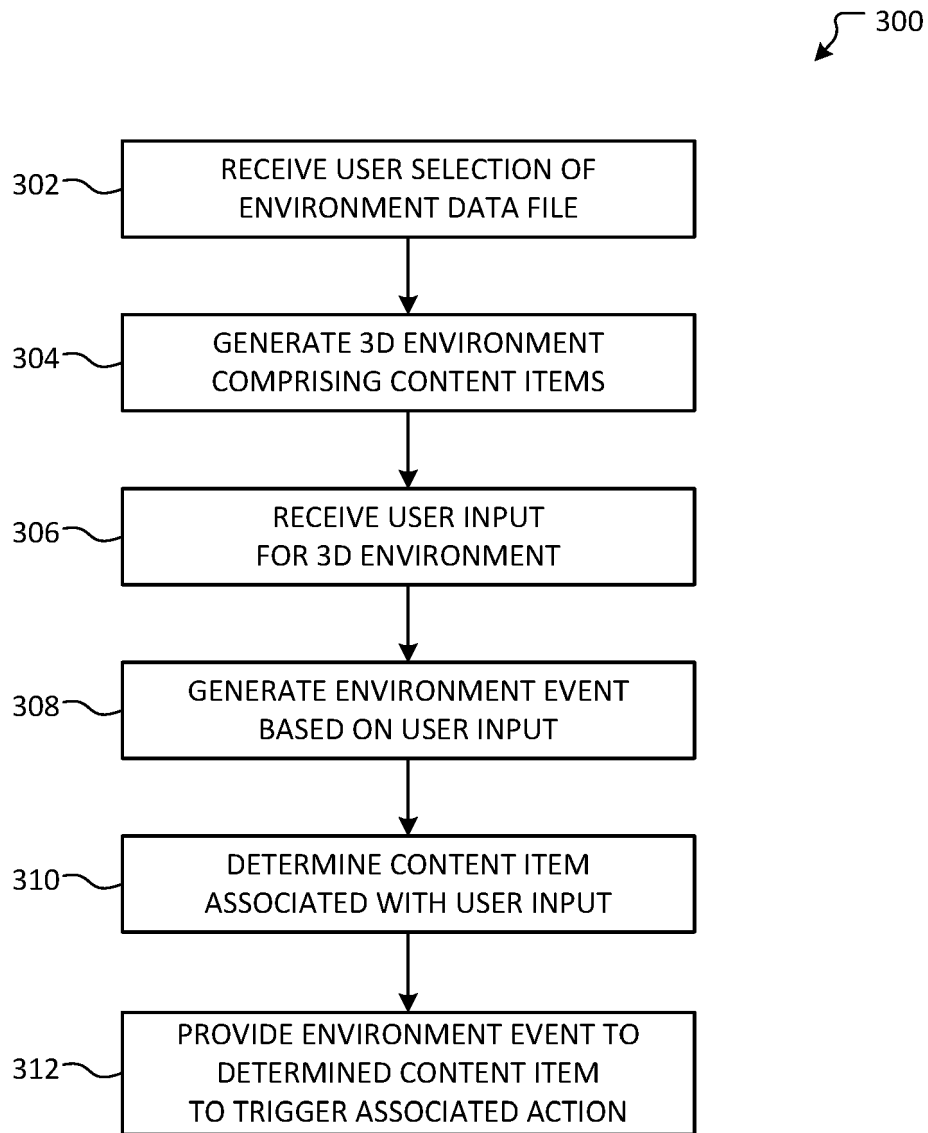 300
302
RECEIVE USER SELECTION OF
ENVIRONMENT DATA FILE
304
GENERATE 3D ENVIRONMENT
COMPRISING CONTENT ITEMS
306
RECEIVE USER INPUT
FOR 3D ENVIRONMENT
308
GENERATE ENVIRONMENT EVENT
BASED ON USER INPUT
310
DETERMINE CONTENT ITEM
ASSOCIATED WITH USER INPUT
312
PROVIDE ENVIRONMENT EVENT TO
DETERMINED CONTENT ITEM
TO TRIGGER ASSOCIATED ACTION